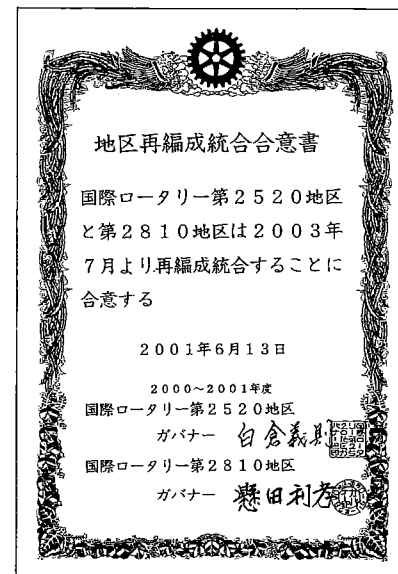 地区再編成統合合意書
国際ロータリー第2520地区
と第2810地区は2003年
7月より再編成統合することに
合意する
2001年6月13日
2000~2001年度
国際ロータリー第2520地区
ガバナー 白倉義則
国際ロータリー第2810地区
ガバナー 懸田利孝